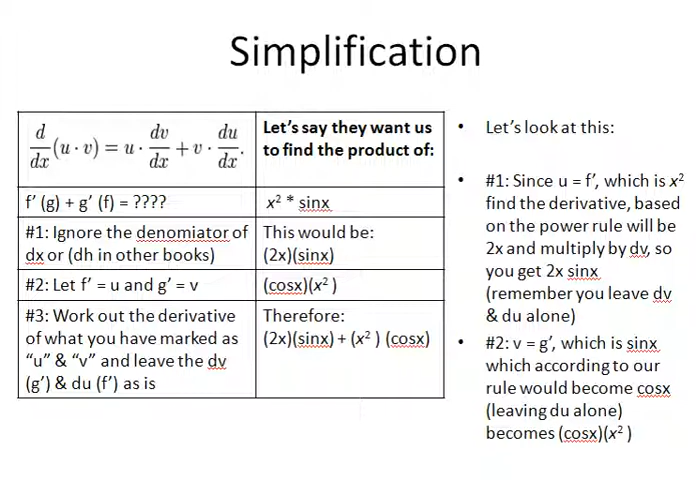 Simplification
d/dx (u · v) = u · dv/dx + v · du/dx.
Let's say they want us
to find the product of:
f' (g) + g' (f) = ????
x² * sinx
#1: Ignore the denomiator of
dx or (dh in other books)
This would be:
(2x)(sinx)
#2: Let f' = u and g' = v
(cosx)(x² )
#3: Work out the derivative
of what you have marked as
"u" & "v" and leave the dv
(g') & du (f') as is
Therefore:
(2x)(sinx) + (x² ) (cosx)
• Let's look at this:
• #1: Since u = f', which is x²
find the derivative, based
on the power rule will be
2x and multiply by dv, so
you get 2x sinx
(remember you leave dv
& du alone)
• #2: v = g', which is sinx
which according to our
rule would become cosx
(leaving du alone)
becomes (cosx)(x² )